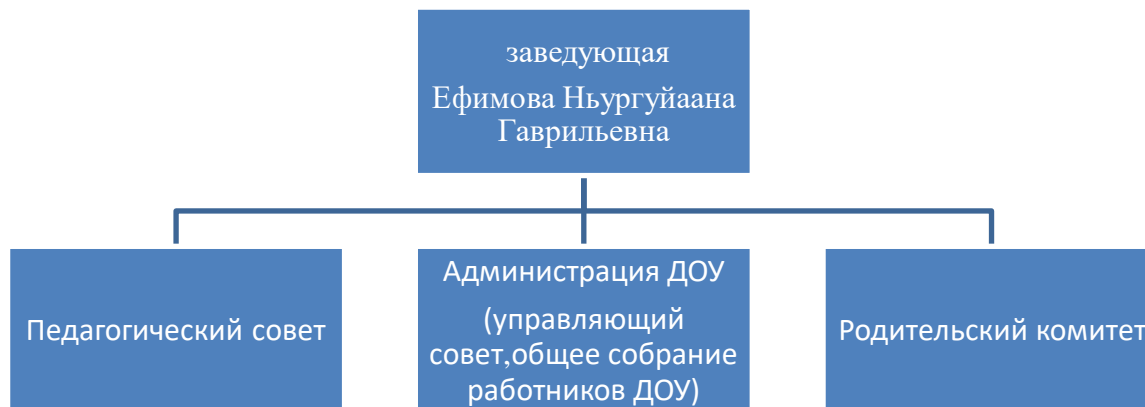 заведующая
Ефимова Ньургуйаана
Гаврильевна
Педагогический совет
Администрация ДОУ
(управляющий
совет,общее собрание
работников ДОУ)
Родительский комитет